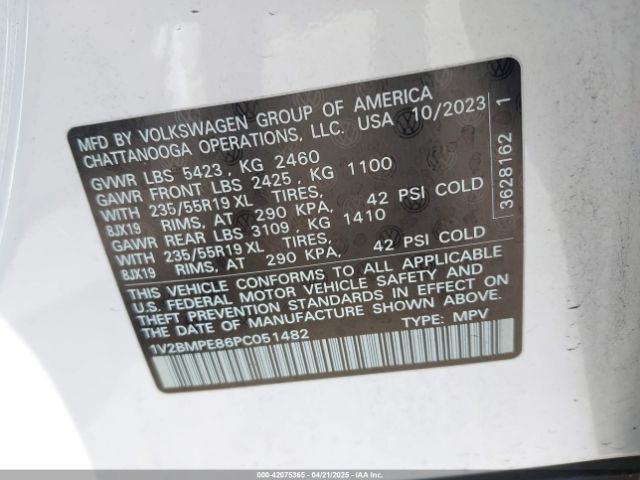 MFD BY VOLKSWAGEN GROUP OF AMERICA
CHATTANOOGA OPERATIONS, LLC. USA 10/2023
GVWR LBS 5423 , KG 2460
GAWR FRONT LBS 2425 , KG 1100
WITH 235/55R19 XL TIRES,
8JX19 RIMS, AT 290 KPA, 42 PSI COLD
GAWR REAR LBS 3109 , KG 1410
WITH 235/55R19 XL TIRES,
8JX19 RIMS, AT 290 KPA, 42 PSI COLD
THIS VEHICLE CONFORMS TO ALL APPLICABLE
U.S. FEDERAL MOTOR VEHICLE SAFETY AND
THEFT PREVENTION STANDARDS IN EFFECT ON
THE DATE OF MANUFACTURE SHOWN ABOVE.
1V2BMPE86PC051482 TYPE: MPV
3628162 1
000-42075365 - 04/21/2025 - IAAI.COM